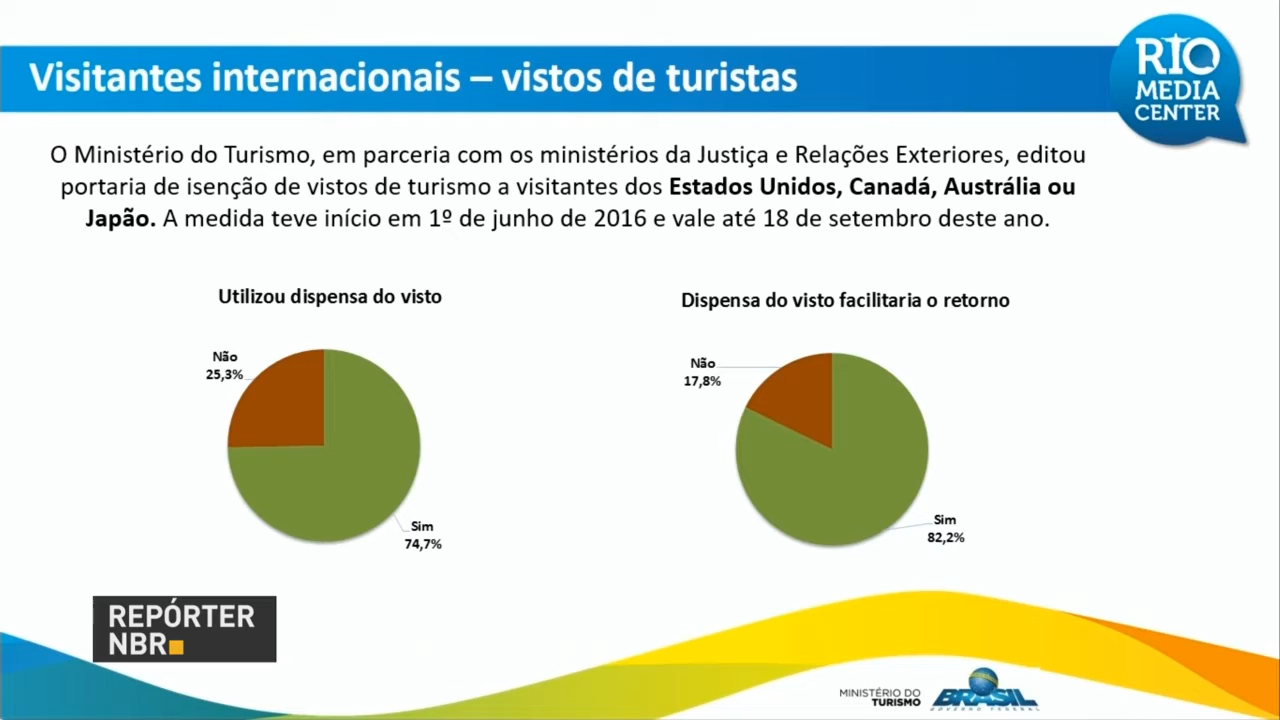 Visitantes internacionais – vistos de turistas
RIO
MEDIA
CENTER
O Ministério do Turismo, em parceria com os ministérios da Justiça e Relações Exteriores, editou
portaria de isenção de vistos de turismo a visitantes dos Estados Unidos, Canadá, Austrália ou
Japão. A medida teve início em 1º de junho de 2016 e vale até 18 de setembro deste ano.
Utilizou dispensa do visto
Não
25,3%
Sim
74,7%
Dispensa do visto facilitaria o retorno
Não
17,8%
Sim
82,2%
REPÓRTER
NBR
MINISTÉRIO DO
TURISMO
BRASIL
GOVERNO FEDERAL